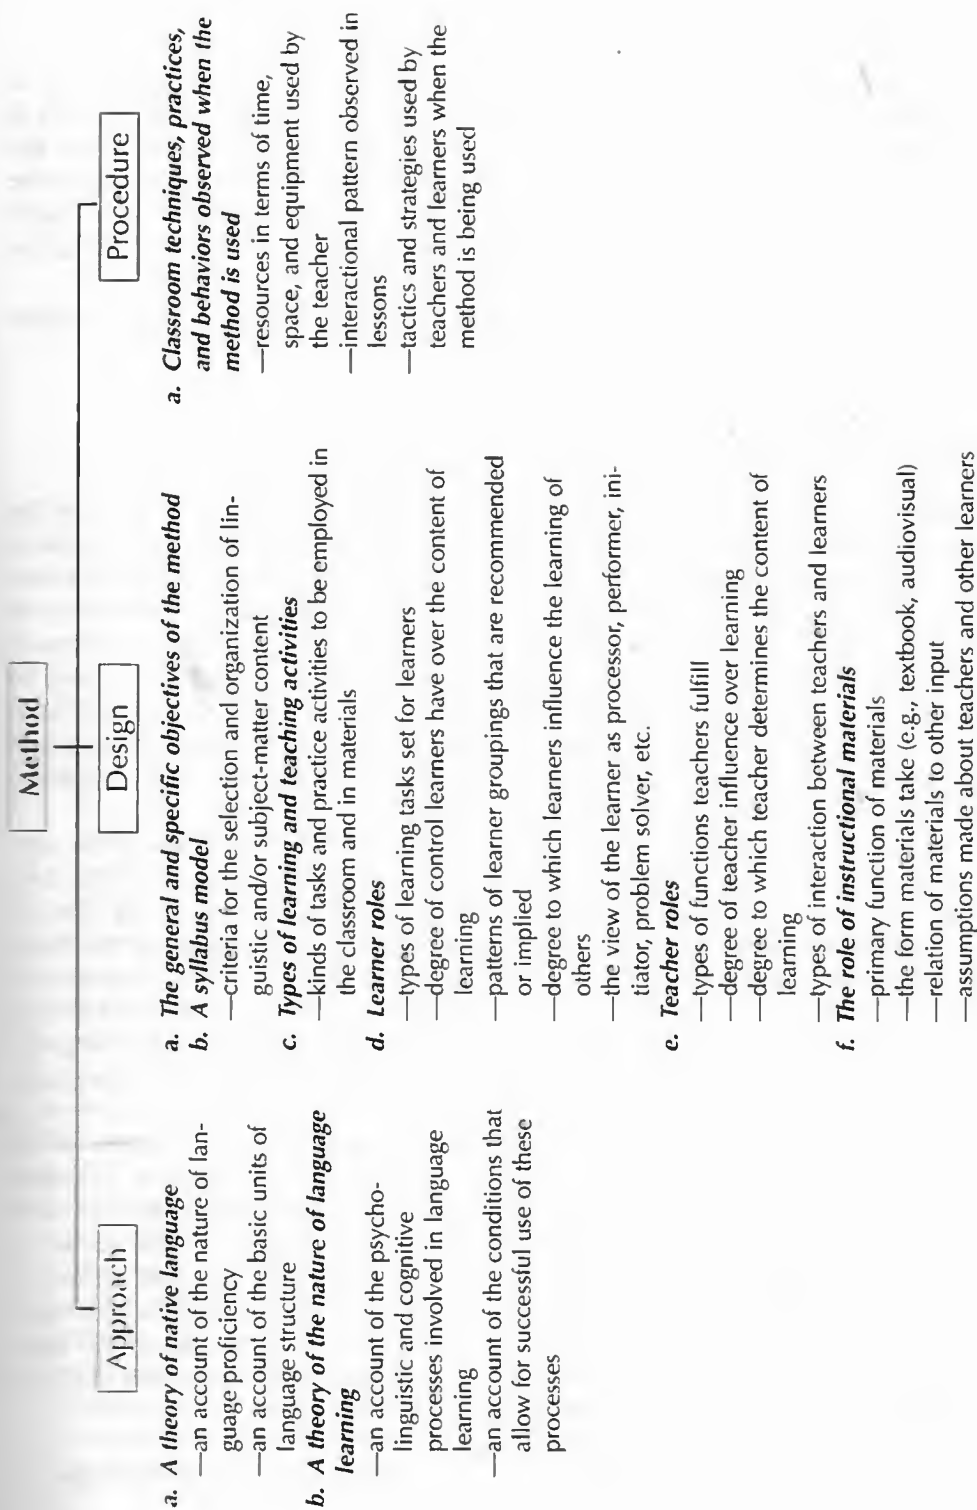 Method
Approach
a. A theory of native language
—an account of the nature of lan-
guage proficiency
—an account of the basic units of
language structure
b. A theory of the nature of language
learning
—an account of the psycho-
linguistic and cognitive
processes involved in language
learning
—an account of the conditions that
allow for successful use of these
processes
Design
a. The general and specific objectives of the method
b. A syllabus model
—criteria for the selection and organization of lin-
guistic and/or subject-matter content
c. Types of learning and teaching activities
—kinds of tasks and practice activities to be employed in
the classroom and in materials
d. Learner roles
—types of learning tasks set for learners
—degree of control learners have over the content of
learning
—patterns of learner groupings that are recommended
or implied
—degree to which learners influence the learning of
others
—the view of the learner as processor, performer, ini-
tiator, problem solver, etc.
e. Teacher roles
—types of functions teachers fulfill
—degree of teacher influence over learning
—degree to which teacher determines the content of
learning
—types of interaction between teachers and learners
f. The role of instructional materials
—primary function of materials
—the form materials take (e.g., textbook, audiovisual)
—relation of materials to other input
—assumptions made about teachers and other learners
Procedure
a. Classroom techniques, practices,
and behaviors observed when the
method is used
—resources in terms of time,
space, and equipment used by
the teacher
—interactional pattern observed in
lessons
—tactics and strategies used by
teachers and learners when the
method is being used